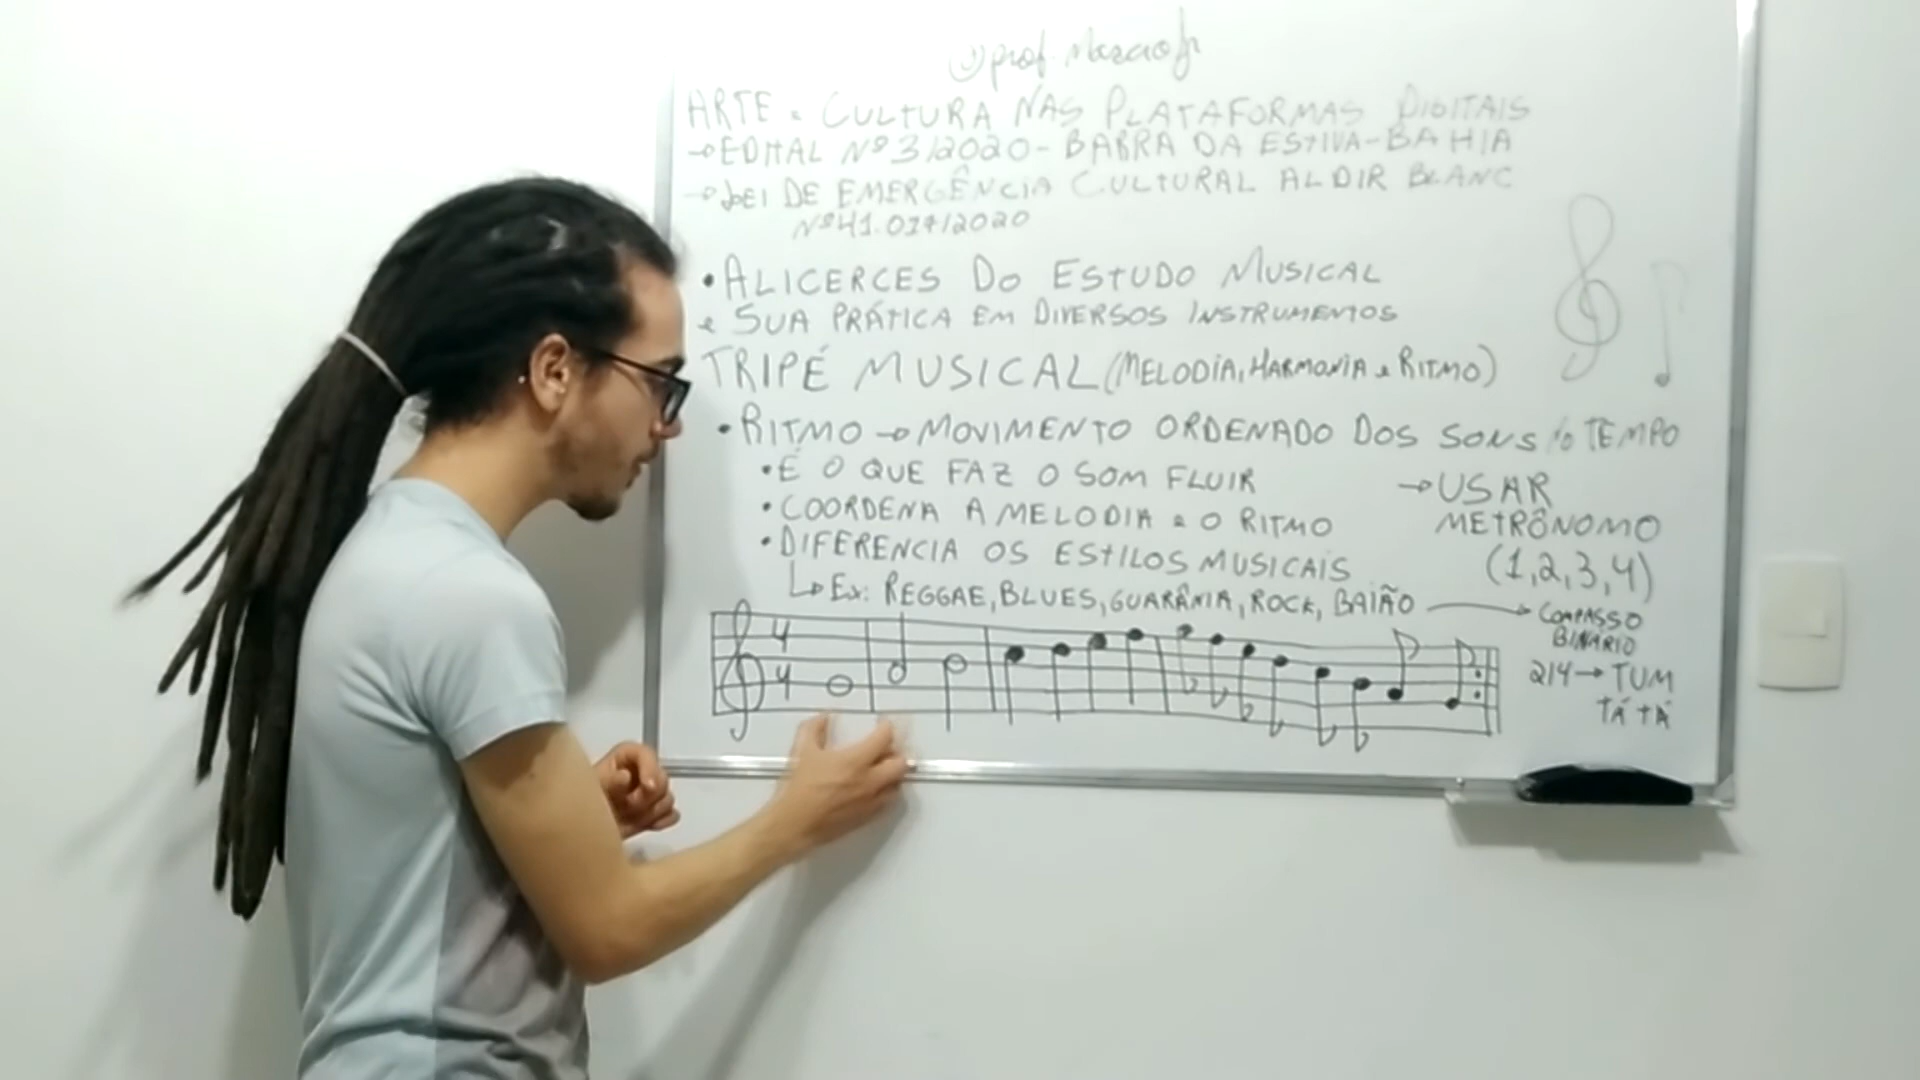 prof. Marcio Jr
ARTE e CULTURA NAS PLATAFORMAS DIGITAIS
→ EDITAL Nº 3/2020 - BARRA DA ESTIVA - BAHIA
→ LEI DE EMERGÊNCIA CULTURAL ALDIR BLANC
Nº 41.017/2020
• ALICERCES DO ESTUDO MUSICAL
e SUA PRÁTICA EM DIVERSOS INSTRUMENTOS
TRIPÉ MUSICAL (MELODIA, HARMONIA e RITMO)
• RITMO → MOVIMENTO ORDENADO DOS SONS no TEMPO
• É O QUE FAZ O SOM FLUIR
• COORDENA A MELODIA e O RITMO
• DIFERENCIA OS ESTILOS MUSICAIS
↳ Ex: REGGAE, BLUES, GUARÂNIA, ROCK, BAIÃO →
→ USAR
METRÔNOMO
(1,2,3,4)
COMPASSO
BINÁRIO
2/4 → TUM
TÁ TÁ
4
4